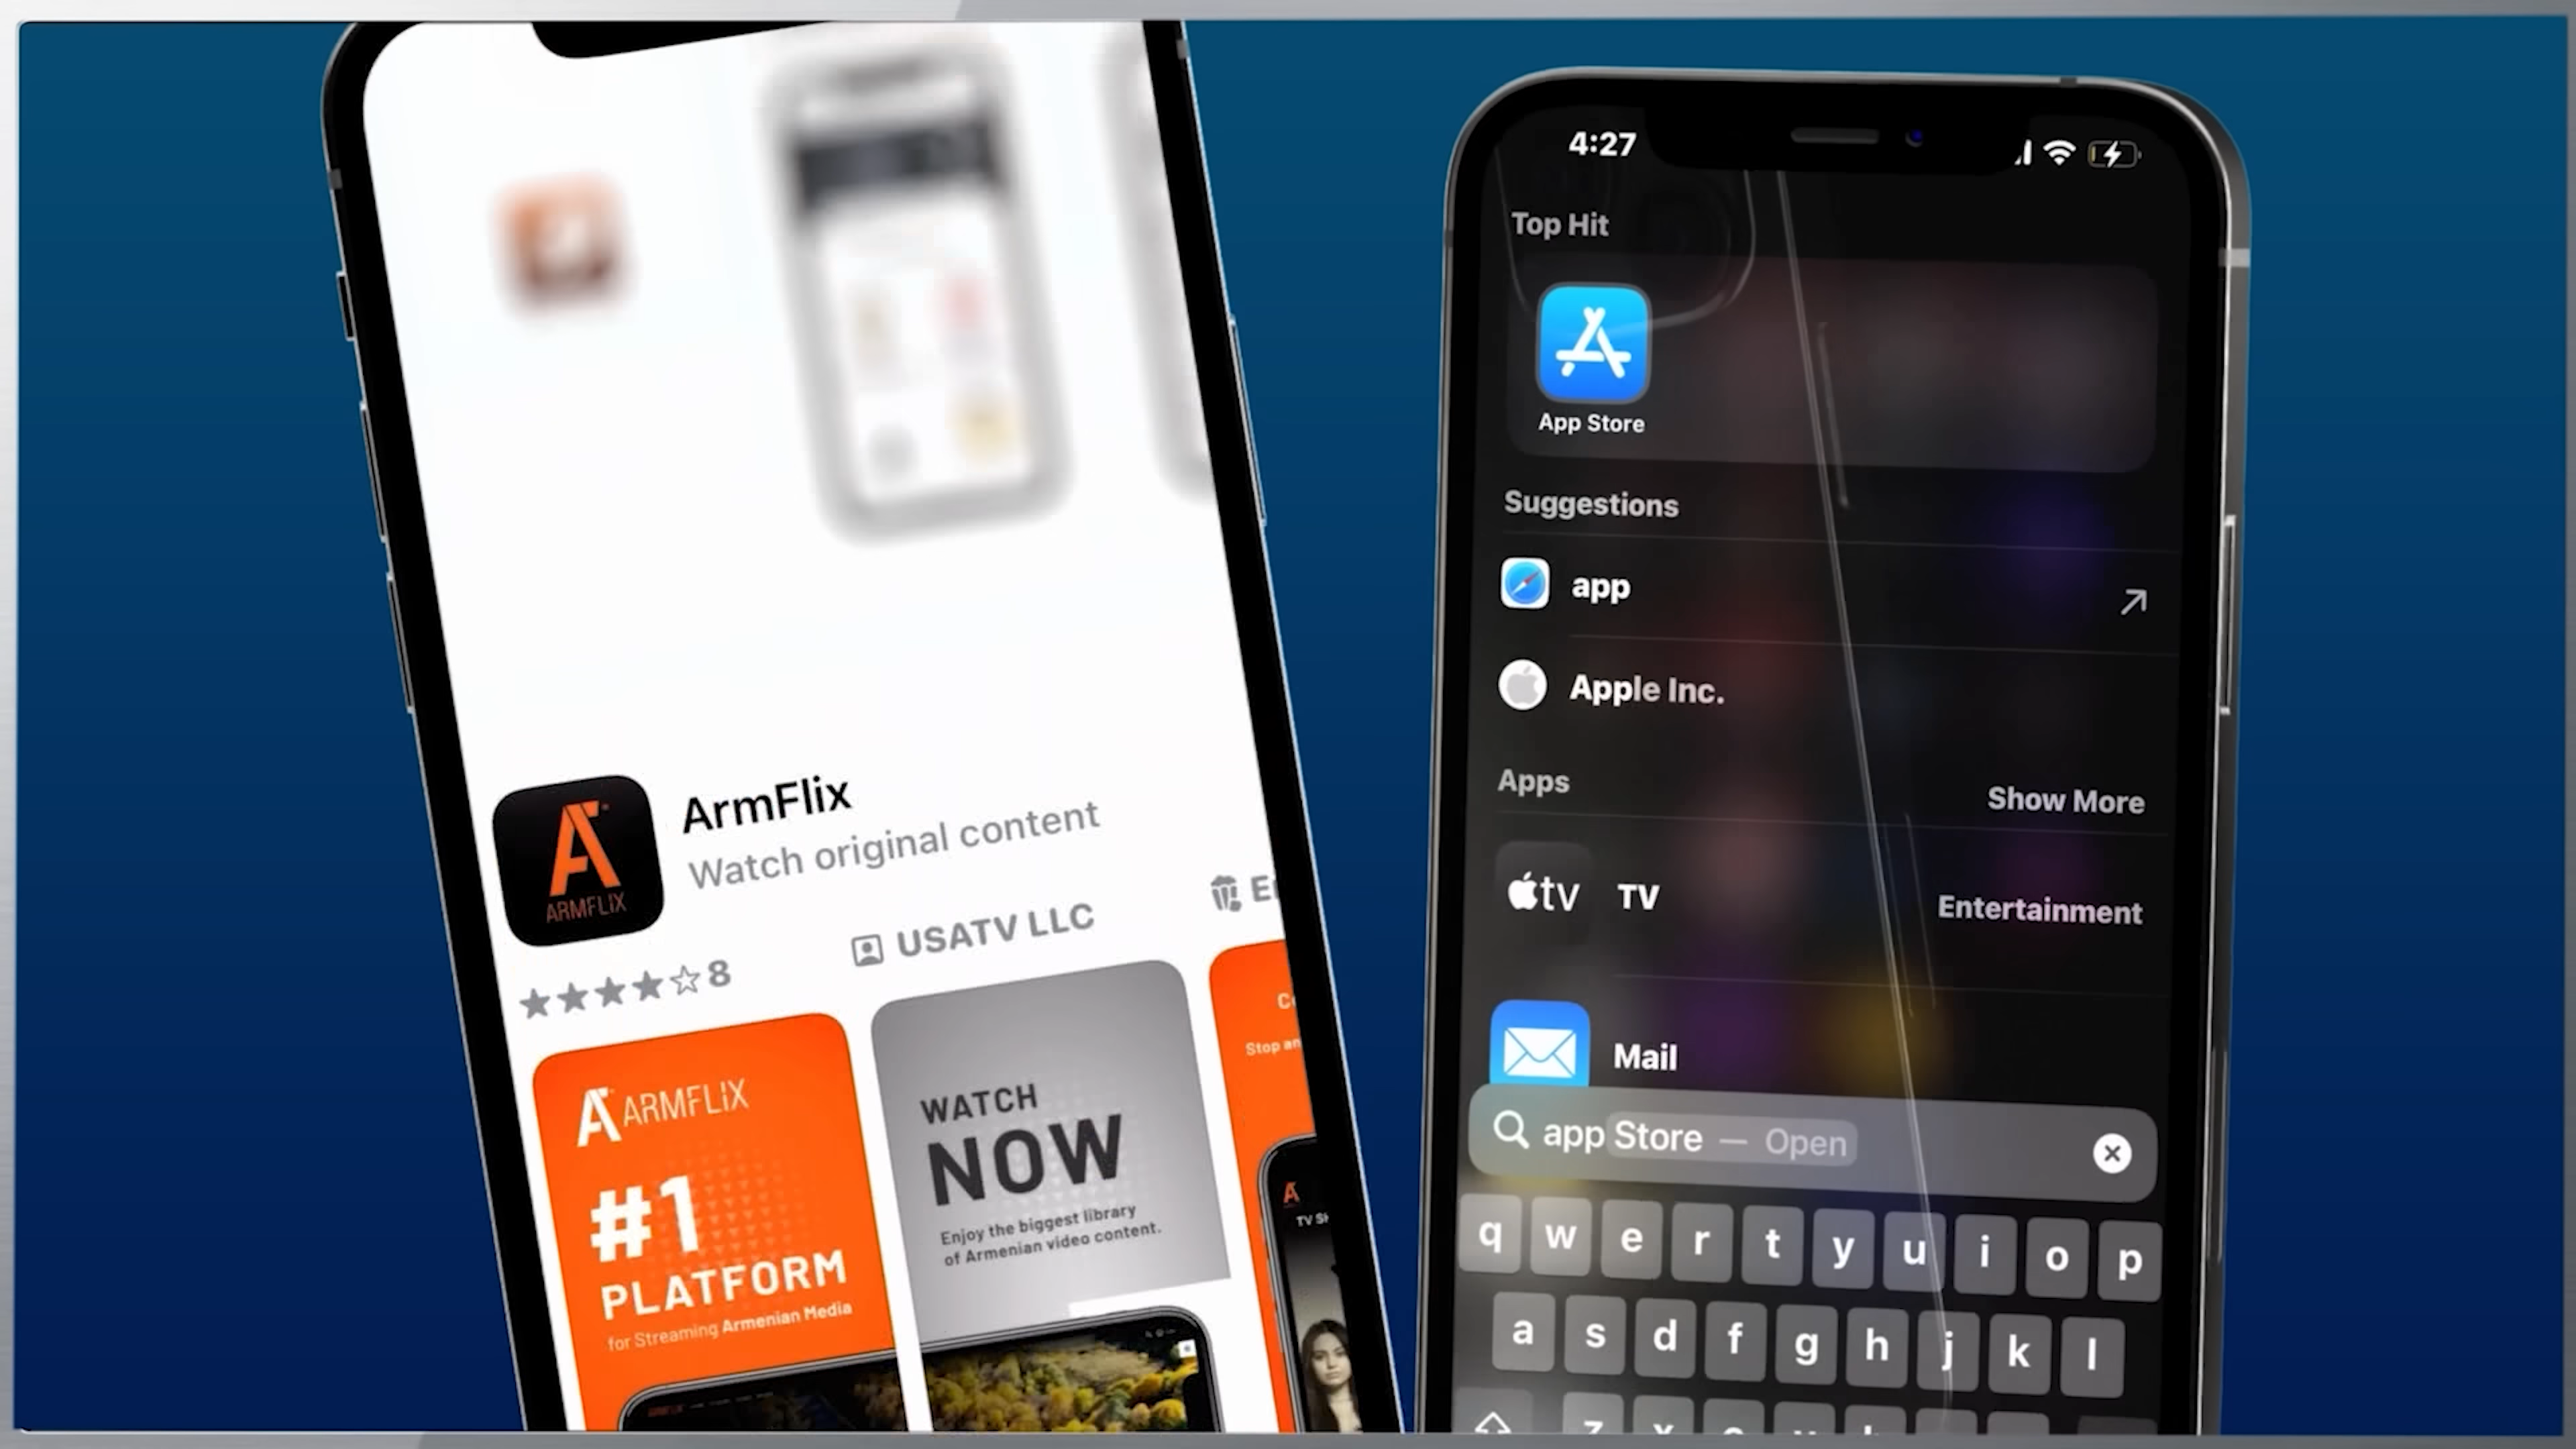 ArmFlix
Watch original content
A
ARMFLIX
8
USATV LLC
A ARMFLIX
#1
PLATFORM
for Streaming Armenian Media
WATCH
NOW
Enjoy the biggest library
of Armenian video content.
Stop an
4:27
Top Hit
App Store
Suggestions
app
Apple Inc.
Apps
Show More
tv
TV
Entertainment
Mail
app Store — Open
q w e r t y u i o p
a s d f g h j k l